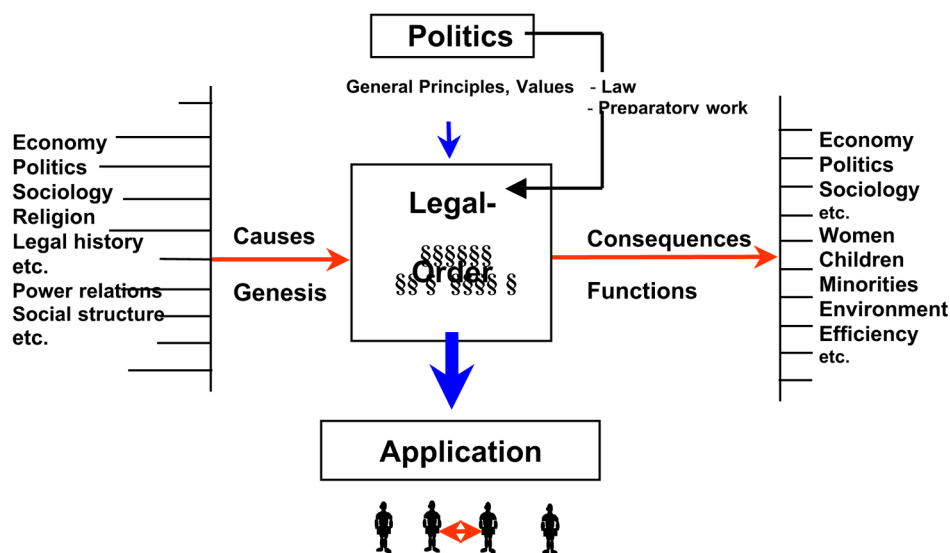 Politics
General Principles, Values - Law
- Preparatory work
Economy
Politics
Sociology
Religion
Legal history
etc.
Power relations
Social structure
etc.
Causes
Genesis
Legal-
§§§§§§
Order
§§ § §§§§ §
Consequences
Functions
Economy
Politics
Sociology
etc.
Women
Children
Minorities
Environment
Efficiency
etc.
Application